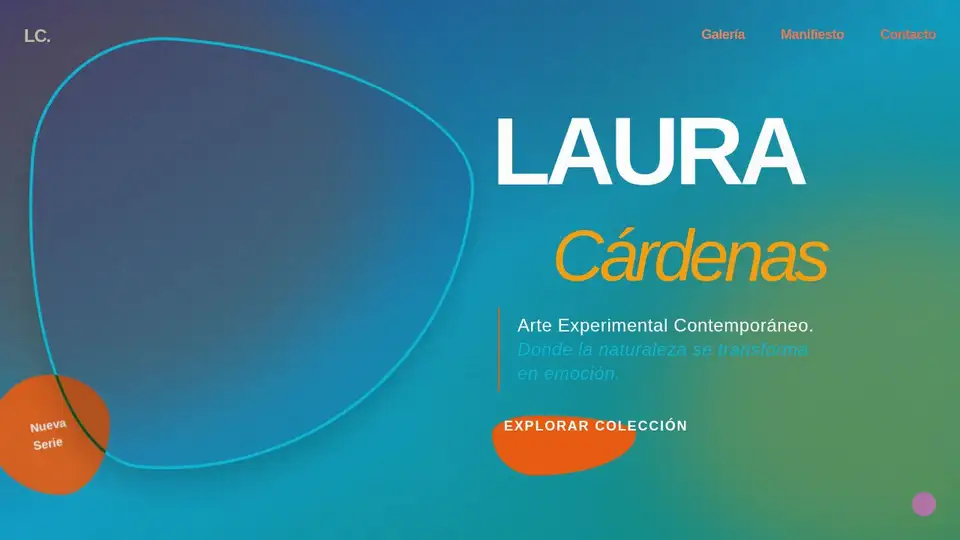 LC.
Galería
Manifiesto
Contacto
LAURA
Cárdenas
Arte Experimental Contemporáneo.
Donde la naturaleza se transforma
en emoción.
EXPLORAR COLECCIÓN
Nueva
Serie